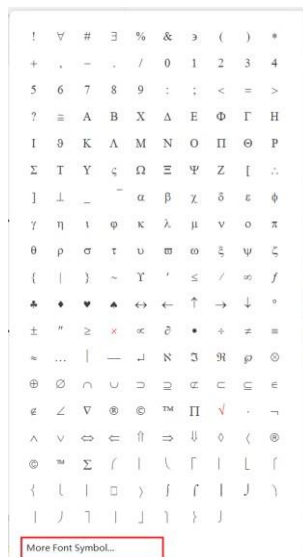 ! ∀ # ∃ % & ϶ ( ) *
+ , − . / 0 1 2 3 4
5 6 7 8 9 : ; < = >
? ≅ Α Β Χ Δ Ε Φ Γ Η
Ι ϑ Κ Λ Μ Ν Ο Π Θ Ρ
Σ Τ Υ ς Ω Ξ Ψ Ζ [ ∴
] ⊥ _ ‾ α β χ δ ε ϕ
γ η ι φ κ λ μ ν ο π
θ ρ σ τ υ ϖ ω ξ ψ ζ
{ | } ~ ϒ ′ ≤ ⁄ ∞ ƒ
♣ ♦ ♥ ♠ ↔ ← ↑ → ↓ °
± ″ ≥ × ∝ ∂ • ÷ ≠ ≡
≈ … | — ↵ ℵ ℑ ℜ ℘ ⊗
⊕ ∅ ∩ ∪ ⊃ ⊇ ⊄ ⊂ ⊆ ∈
∉ ∠ ∇ ® © ™ Π √ ⋅ ¬
∧ ∨ ⇔ ⇐ ⇑ ⇒ ⇓ ◊ 〈 ®
© ™ Σ ⎛ ⎜ ⎝ ⎡ ⎢ ⎣ ⎧
⎨ ⎩ ⎪ □ 〉 ∫ ⌠ ⎮ ⌡ ⎞
⎟ ⎠ ⎤ ⎥ ⎦ ⎫ ⎬ ⎭
More Font Symbol...